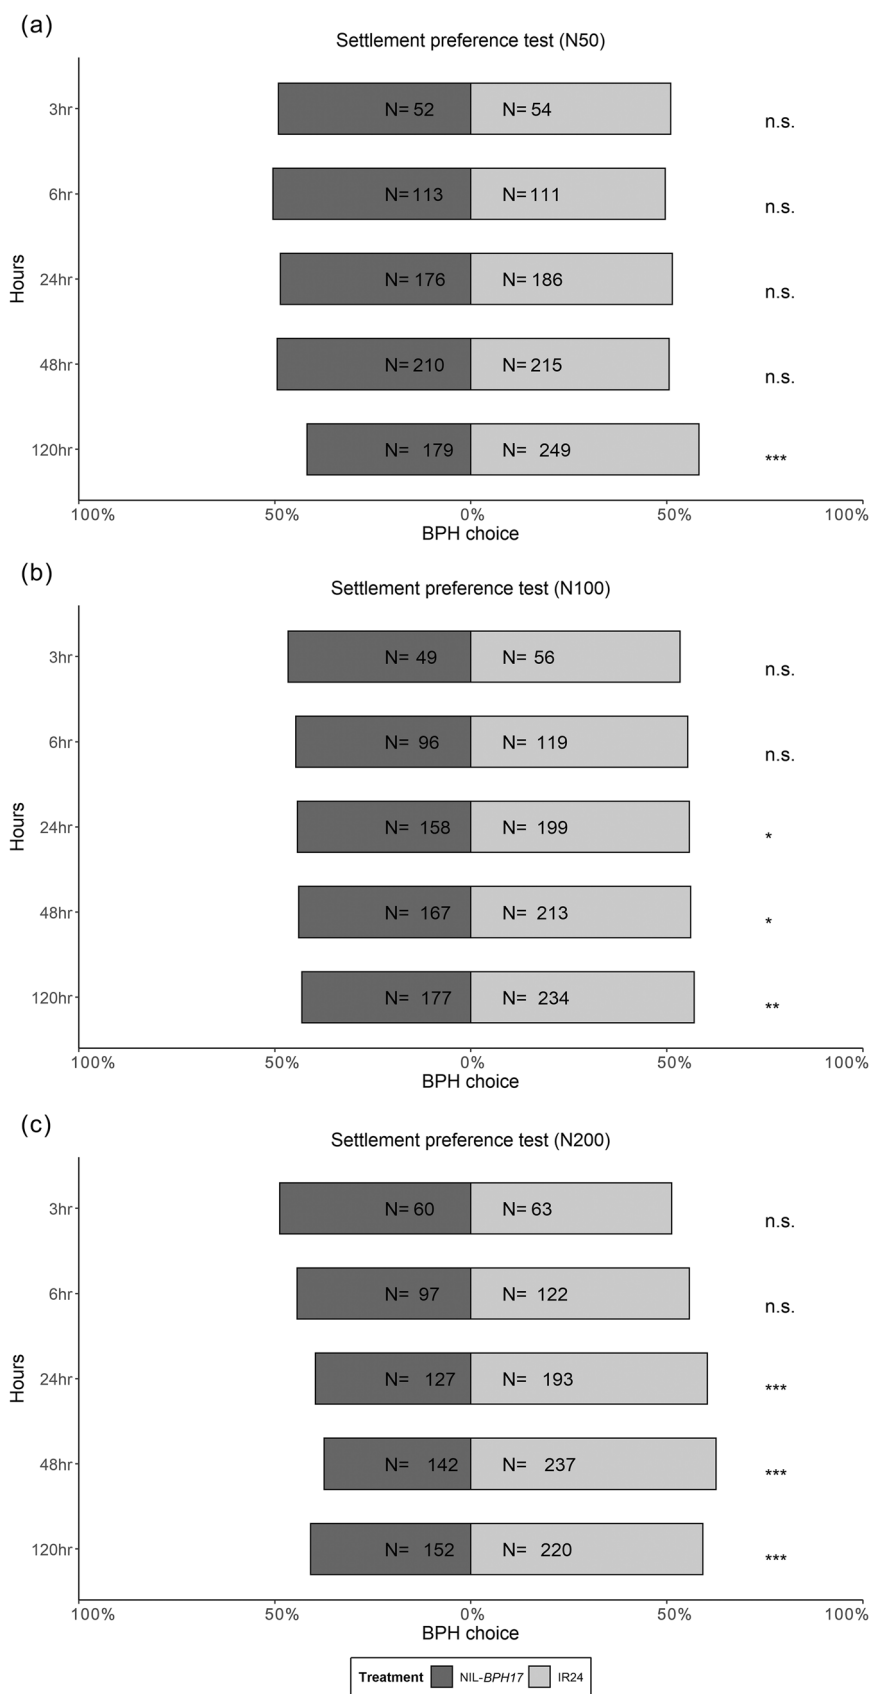 (a)
Settlement preference test (N50)
3hr N= 52 N= 54 n.s.
6hr N= 113 N= 111 n.s.
24hr N= 176 N= 186 n.s.
48hr N= 210 N= 215 n.s.
120hr N= 179 N= 249 ***
Hours
100% 50% 0% 50% 100%
BPH choice
(b)
Settlement preference test (N100)
3hr N= 49 N= 56 n.s.
6hr N= 96 N= 119 n.s.
24hr N= 158 N= 199 *
48hr N= 167 N= 213 *
120hr N= 177 N= 234 **
Hours
100% 50% 0% 50% 100%
BPH choice
(c)
Settlement preference test (N200)
3hr N= 60 N= 63 n.s.
6hr N= 97 N= 122 n.s.
24hr N= 127 N= 193 ***
48hr N= 142 N= 237 ***
120hr N= 152 N= 220 ***
Hours
100% 50% 0% 50% 100%
BPH choice
Treatment NIL-BPH17 IR24